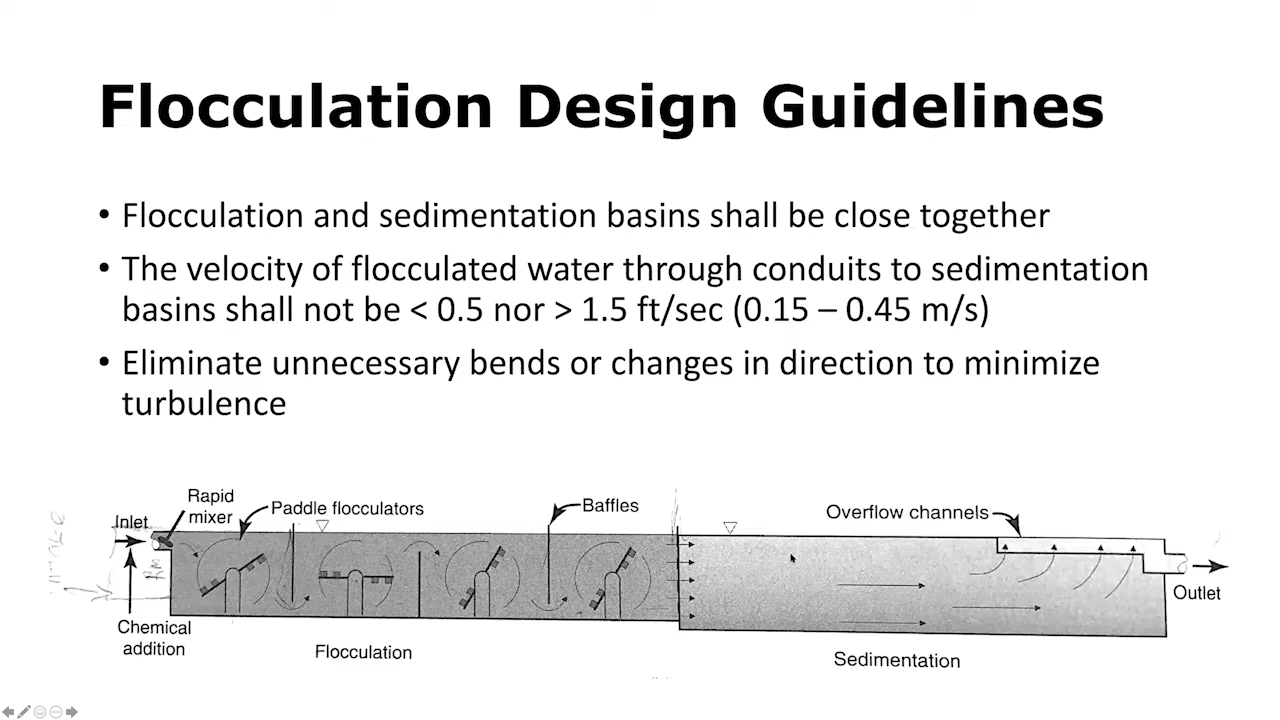 Flocculation Design Guidelines
• Flocculation and sedimentation basins shall be close together
• The velocity of flocculated water through conduits to sedimentation
basins shall not be < 0.5 nor > 1.5 ft/sec (0.15 – 0.45 m/s)
• Eliminate unnecessary bends or changes in direction to minimize
turbulence
Rapid
mixer
Paddle flocculators
Baffles
Overflow channels
Inlet
Outlet
Chemical
addition
Flocculation
Sedimentation